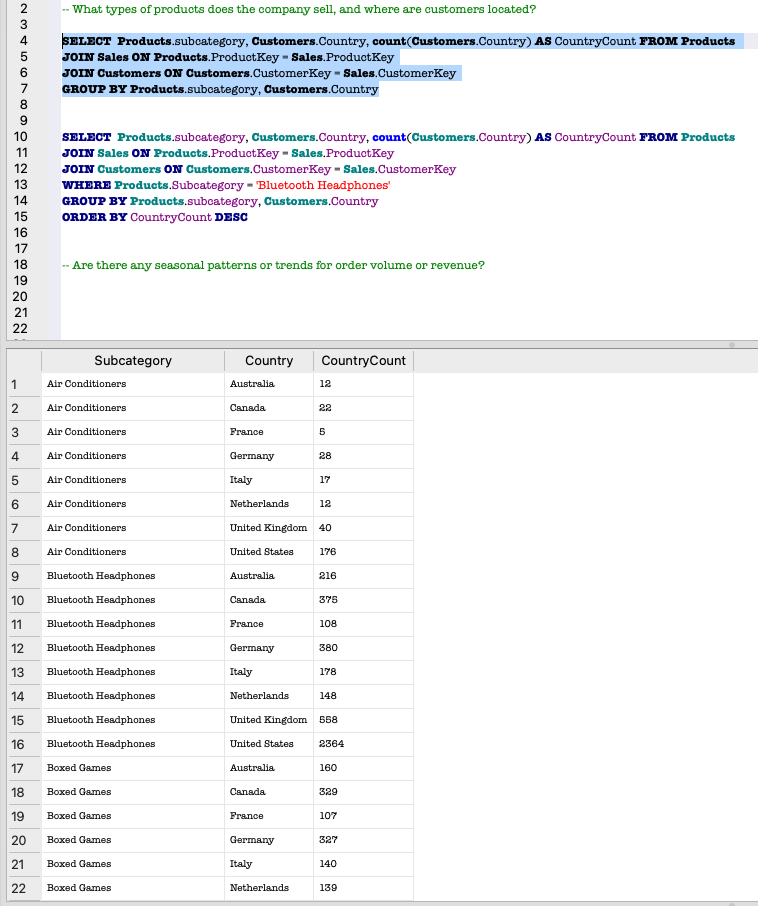 2 -- What types of products does the company sell, and where are customers located?
3
4 SELECT Products.subcategory, Customers.Country, count(Customers.Country) AS CountryCount FROM Products
5 JOIN Sales ON Products.ProductKey = Sales.ProductKey
6 JOIN Customers ON Customers.CustomerKey = Sales.CustomerKey
7 GROUP BY Products.subcategory, Customers.Country
8
9
10 SELECT Products.subcategory, Customers.Country, count(Customers.Country) AS CountryCount FROM Products
11 JOIN Sales ON Products.ProductKey = Sales.ProductKey
12 JOIN Customers ON Customers.CustomerKey = Sales.CustomerKey
13 WHERE Products.Subcategory = 'Bluetooth Headphones'
14 GROUP BY Products.subcategory, Customers.Country
15 ORDER BY CountryCount DESC
16
17
18 -- Are there any seasonal patterns or trends for order volume or revenue?
19
20
21
22
Subcategory Country CountryCount
1 Air Conditioners Australia 12
2 Air Conditioners Canada 22
3 Air Conditioners France 5
4 Air Conditioners Germany 28
5 Air Conditioners Italy 17
6 Air Conditioners Netherlands 12
7 Air Conditioners United Kingdom 40
8 Air Conditioners United States 176
9 Bluetooth Headphones Australia 216
10 Bluetooth Headphones Canada 375
11 Bluetooth Headphones France 108
12 Bluetooth Headphones Germany 380
13 Bluetooth Headphones Italy 178
14 Bluetooth Headphones Netherlands 148
15 Bluetooth Headphones United Kingdom 558
16 Bluetooth Headphones United States 2364
17 Boxed Games Australia 160
18 Boxed Games Canada 329
19 Boxed Games France 107
20 Boxed Games Germany 327
21 Boxed Games Italy 140
22 Boxed Games Netherlands 139